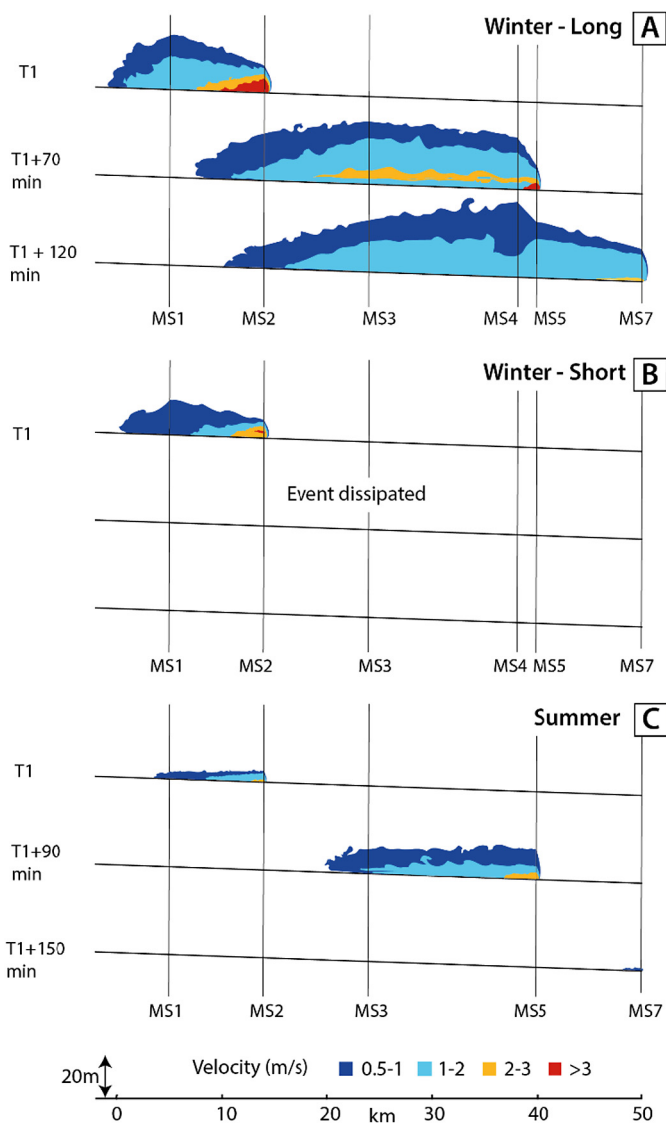 Winter - Long A
T1
T1+70
min
T1 + 120
min
MS1 MS2 MS3 MS4 MS5 MS7
Winter - Short B
T1
Event dissipated
MS1 MS2 MS3 MS4 MS5 MS7
Summer C
T1
T1+90
min
T1+150
min
MS1 MS2 MS3 MS5 MS7
Velocity (m/s) 0.5-1 1-2 2-3 >3
20m
0 10 20 km 30 40 50